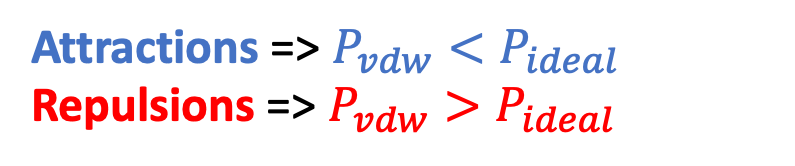 Attractions => P_vdw < P_ideal
Repulsions => P_vdw > P_ideal